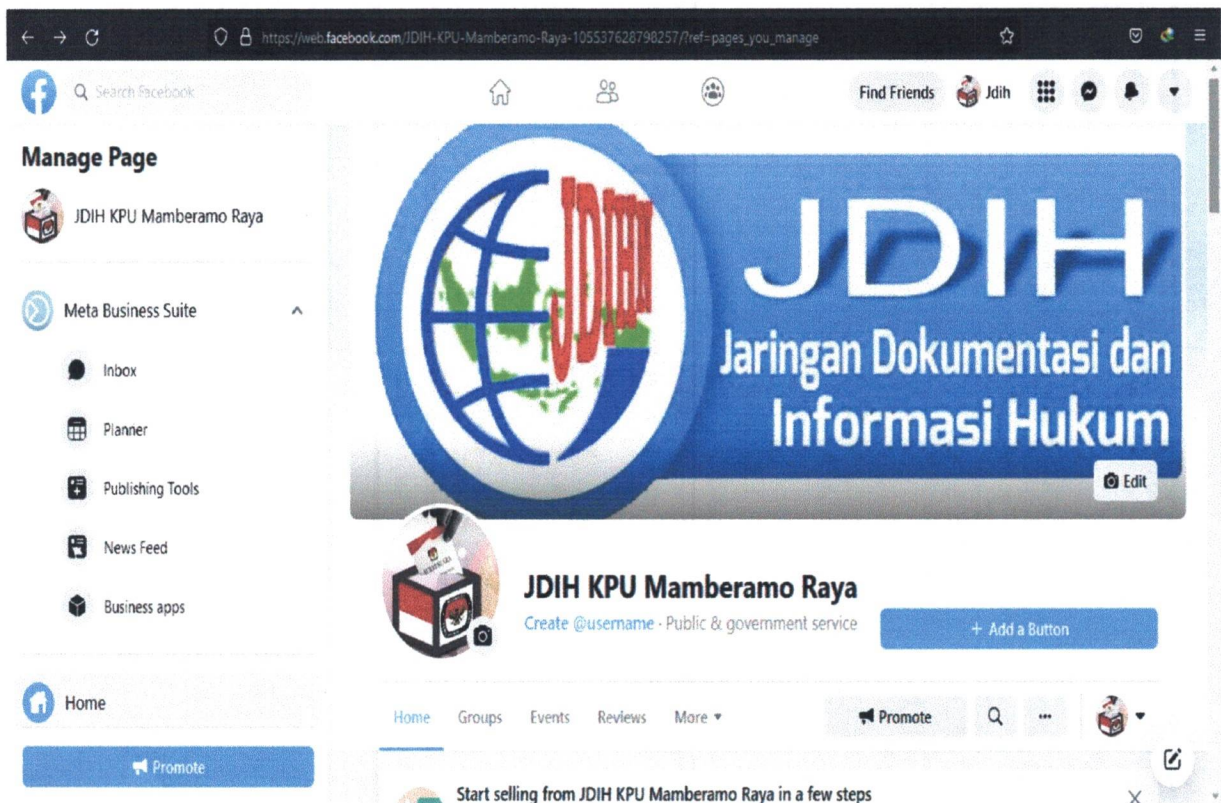 https://web.facebook.com/JDIH-KPU-Mamberamo-Raya-105537628798257/?ref=pages_you_manage
Search Facebook
Find Friends
Jdih
Manage Page
JDIH KPU Mamberamo Raya
Meta Business Suite
Inbox
Planner
Publishing Tools
News Feed
Business apps
Home
Promote
JDIHN
JDIH
Jaringan Dokumentasi dan
Informasi Hukum
Edit
JDIH KPU Mamberamo Raya
Create @username · Public & government service
+ Add a Button
Home Groups Events Reviews More
Promote
Start selling from JDIH KPU Mamberamo Raya in a few steps